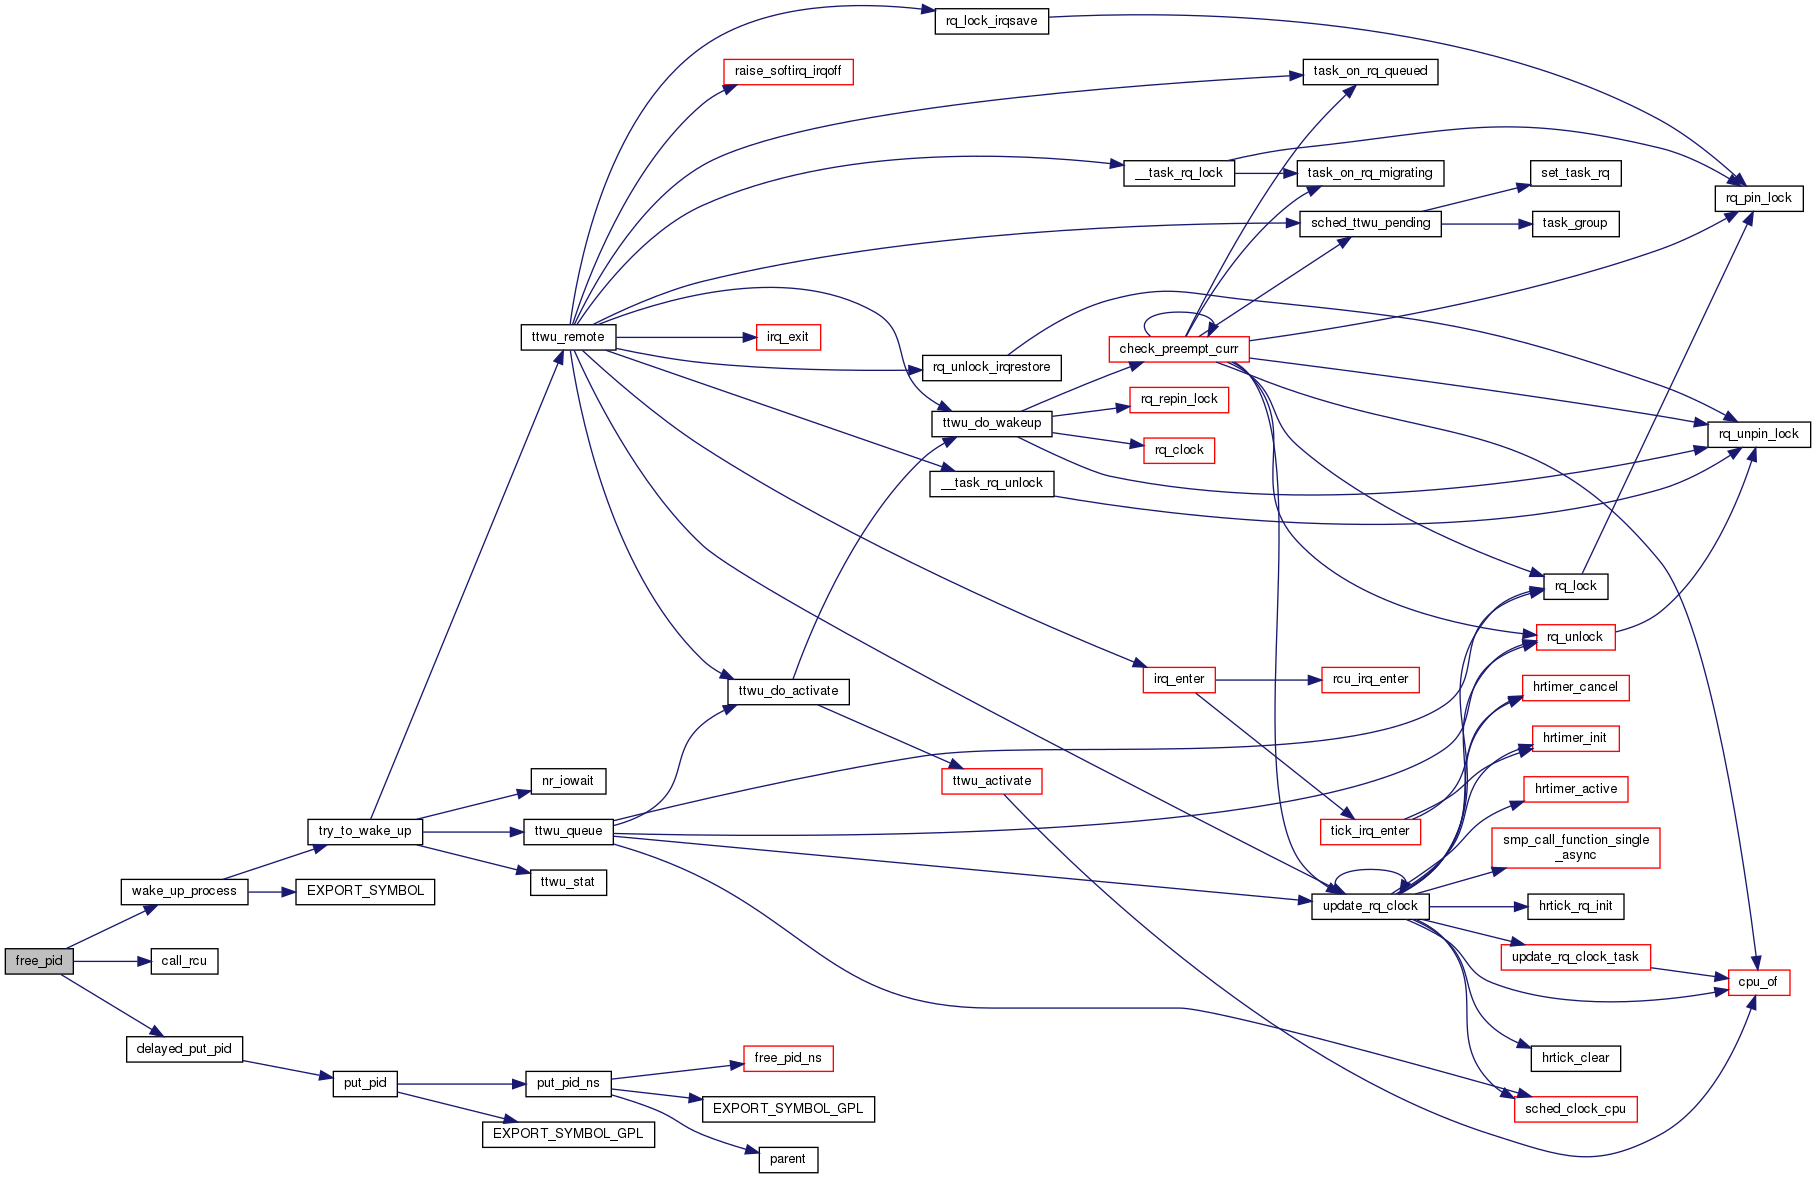 rq_lock_irqsave
raise_softirq_irqoff
task_on_rq_queued
__task_rq_lock
task_on_rq_migrating
set_task_rq
rq_pin_lock
sched_ttwu_pending
task_group
ttwu_remote
irq_exit
check_preempt_curr
rq_unlock_irqrestore
rq_repin_lock
ttwu_do_wakeup
rq_unpin_lock
rq_clock
__task_rq_unlock
rq_lock
rq_unlock
irq_enter
rcu_irq_enter
hrtimer_cancel
ttwu_do_activate
hrtimer_init
nr_iowait
ttwu_activate
hrtimer_active
try_to_wake_up
ttwu_queue
tick_irq_enter
smp_call_function_single
_async
ttwu_stat
wake_up_process
EXPORT_SYMBOL
update_rq_clock
hrtick_rq_init
free_pid
call_rcu
update_rq_clock_task
cpu_of
delayed_put_pid
free_pid_ns
hrtick_clear
put_pid
put_pid_ns
EXPORT_SYMBOL_GPL
sched_clock_cpu
EXPORT_SYMBOL_GPL
parent